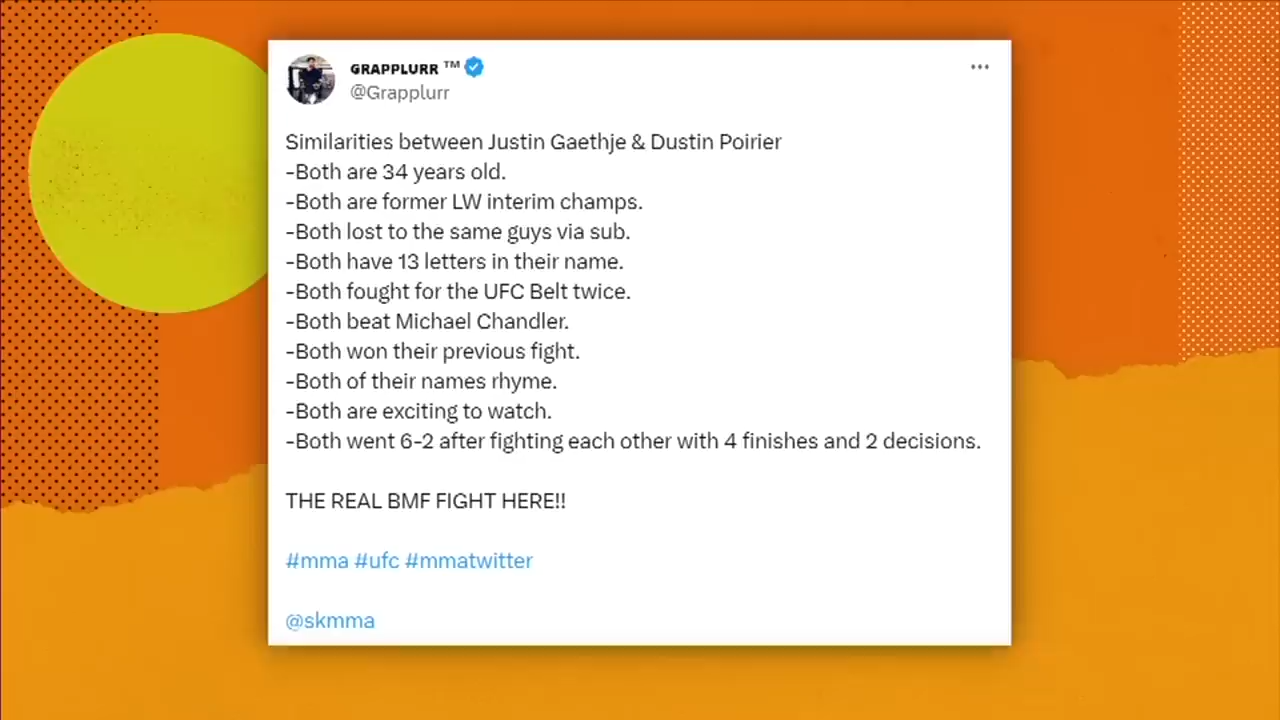 GRAPPLURR ™
@Grapplurr
Similarities between Justin Gaethje & Dustin Poirier
-Both are 34 years old.
-Both are former LW interim champs.
-Both lost to the same guys via sub.
-Both have 13 letters in their name.
-Both fought for the UFC Belt twice.
-Both beat Michael Chandler.
-Both won their previous fight.
-Both of their names rhyme.
-Both are exciting to watch.
-Both went 6-2 after fighting each other with 4 finishes and 2 decisions.
THE REAL BMF FIGHT HERE!!
#mma #ufc #mmatwitter
@skmma